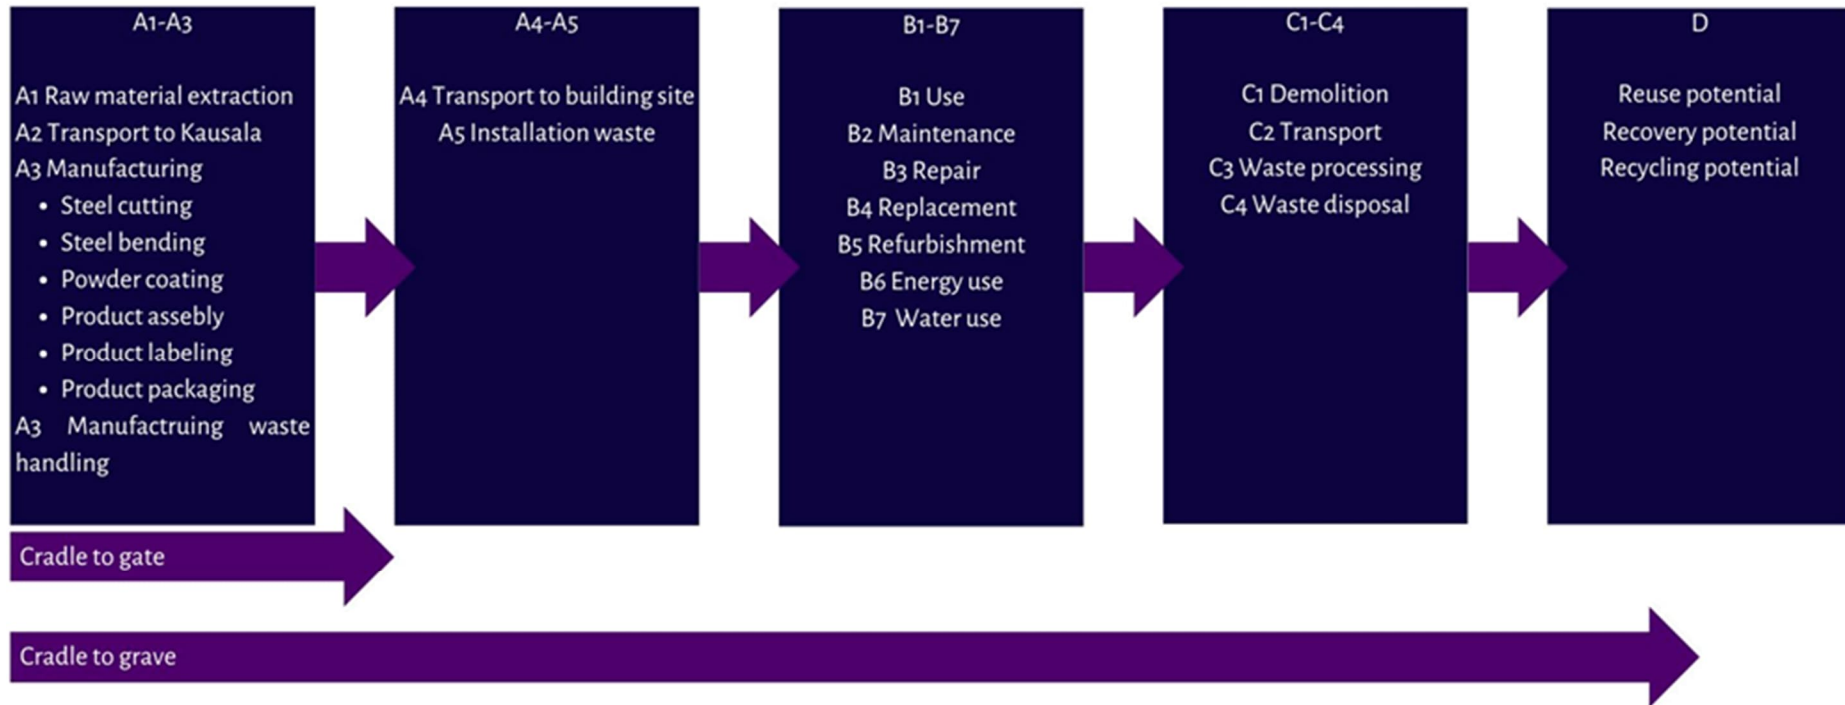 A1-A3
A1 Raw material extraction
A2 Transport to Kausala
A3 Manufacturing
• Steel cutting
• Steel bending
• Powder coating
• Product assebly
• Product labeling
• Product packaging
A3 Manufactruing waste
handling
A4-A5
A4 Transport to building site
A5 Installation waste
B1-B7
B1 Use
B2 Maintenance
B3 Repair
B4 Replacement
B5 Refurbishment
B6 Energy use
B7 Water use
C1-C4
C1 Demolition
C2 Transport
C3 Waste processing
C4 Waste disposal
D
Reuse potential
Recovery potential
Recycling potential
Cradle to gate
Cradle to grave